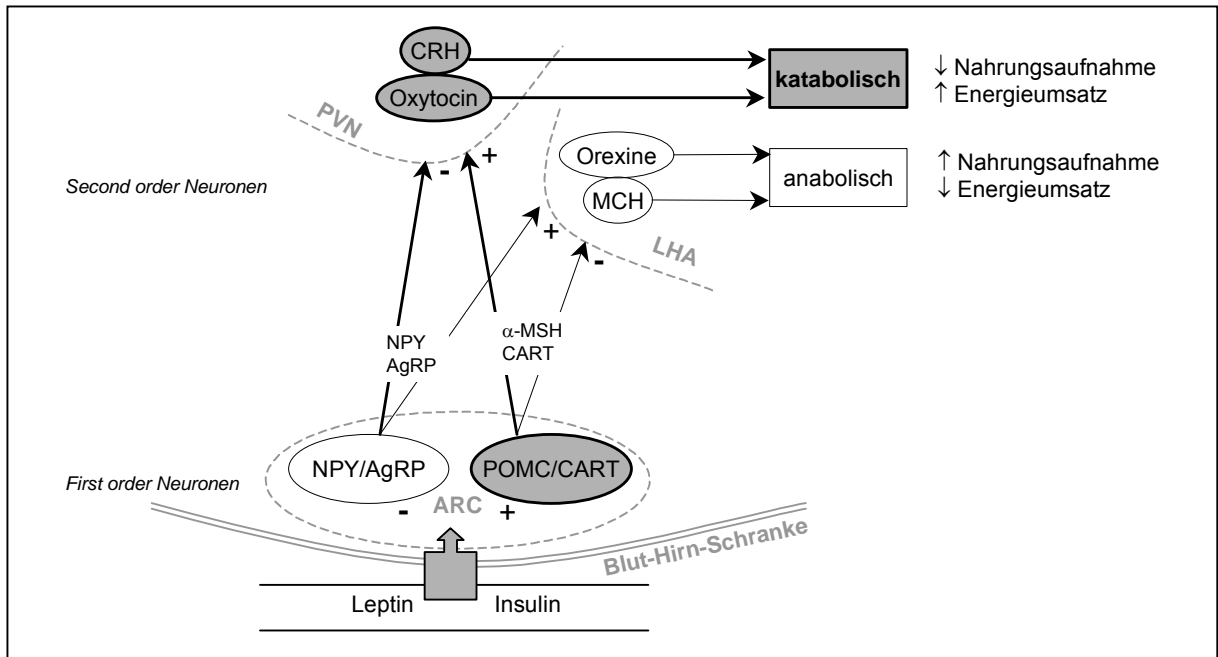 CRH
Oxytocin
katabolisch
↓ Nahrungsaufnahme
↑ Energieumsatz
PVN
Orexine
MCH
anabolisch
↑ Nahrungsaufnahme
↓ Energieumsatz
- +
Second order Neuronen
+
-
LHA
NPY
AgRP
α-MSH
CART
NPY/AgRP
POMC/CART
First order Neuronen
- ARC +
Blut-Hirn-Schranke
Leptin Insulin